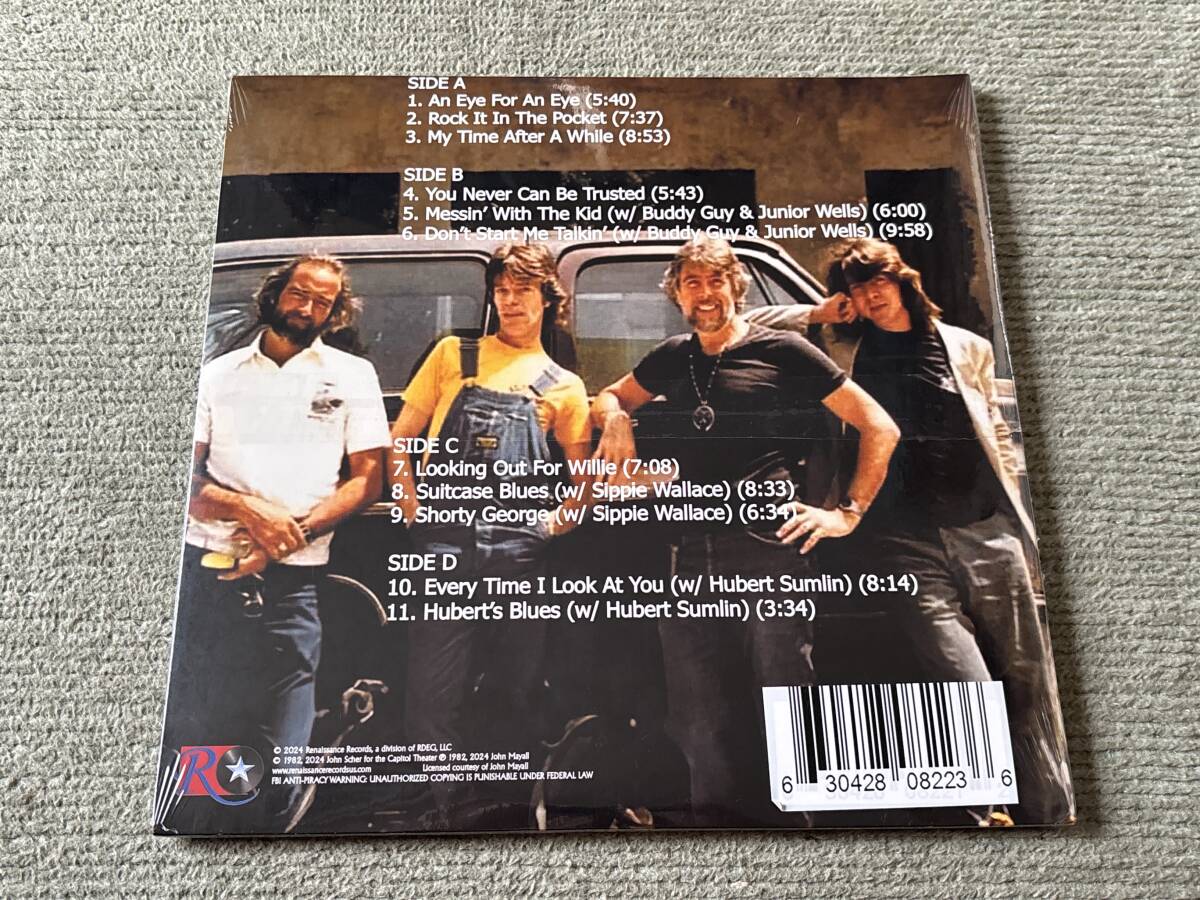 SIDE A
1. An Eye For An Eye (5:40)
2. Rock It In The Pocket (7:37)
3. My Time After A While (8:53)
SIDE B
4. You Never Can Be Trusted (5:43)
5. Messin' With The Kid (w/ Buddy Guy & Junior Wells) (6:00)
6. Don't Start Me Talkin' (w/ Buddy Guy & Junior Wells) (9:58)
SIDE C
7. Looking Out For Willie (7:08)
8. Suitcase Blues (w/ Sippie Wallace) (8:33)
9. Shorty George (w/ Sippie Wallace) (6:34)
SIDE D
10. Every Time I Look At You (w/ Hubert Sumlin) (8:14)
11. Hubert's Blues (w/ Hubert Sumlin) (3:34)
R
© 2024 Renaissance Records, a division of RDEG, LLC
© 1982, 2024 John Scher for the Capitol Theater ℗ 1982, 2024 John Mayall
www.renaissancerecordsus.com Licensed courtesy of John Mayall
FBI ANTI-PIRACY WARNING: UNAUTHORIZED COPYING IS PUNISHABLE UNDER FEDERAL LAW
6 30428 08223 6